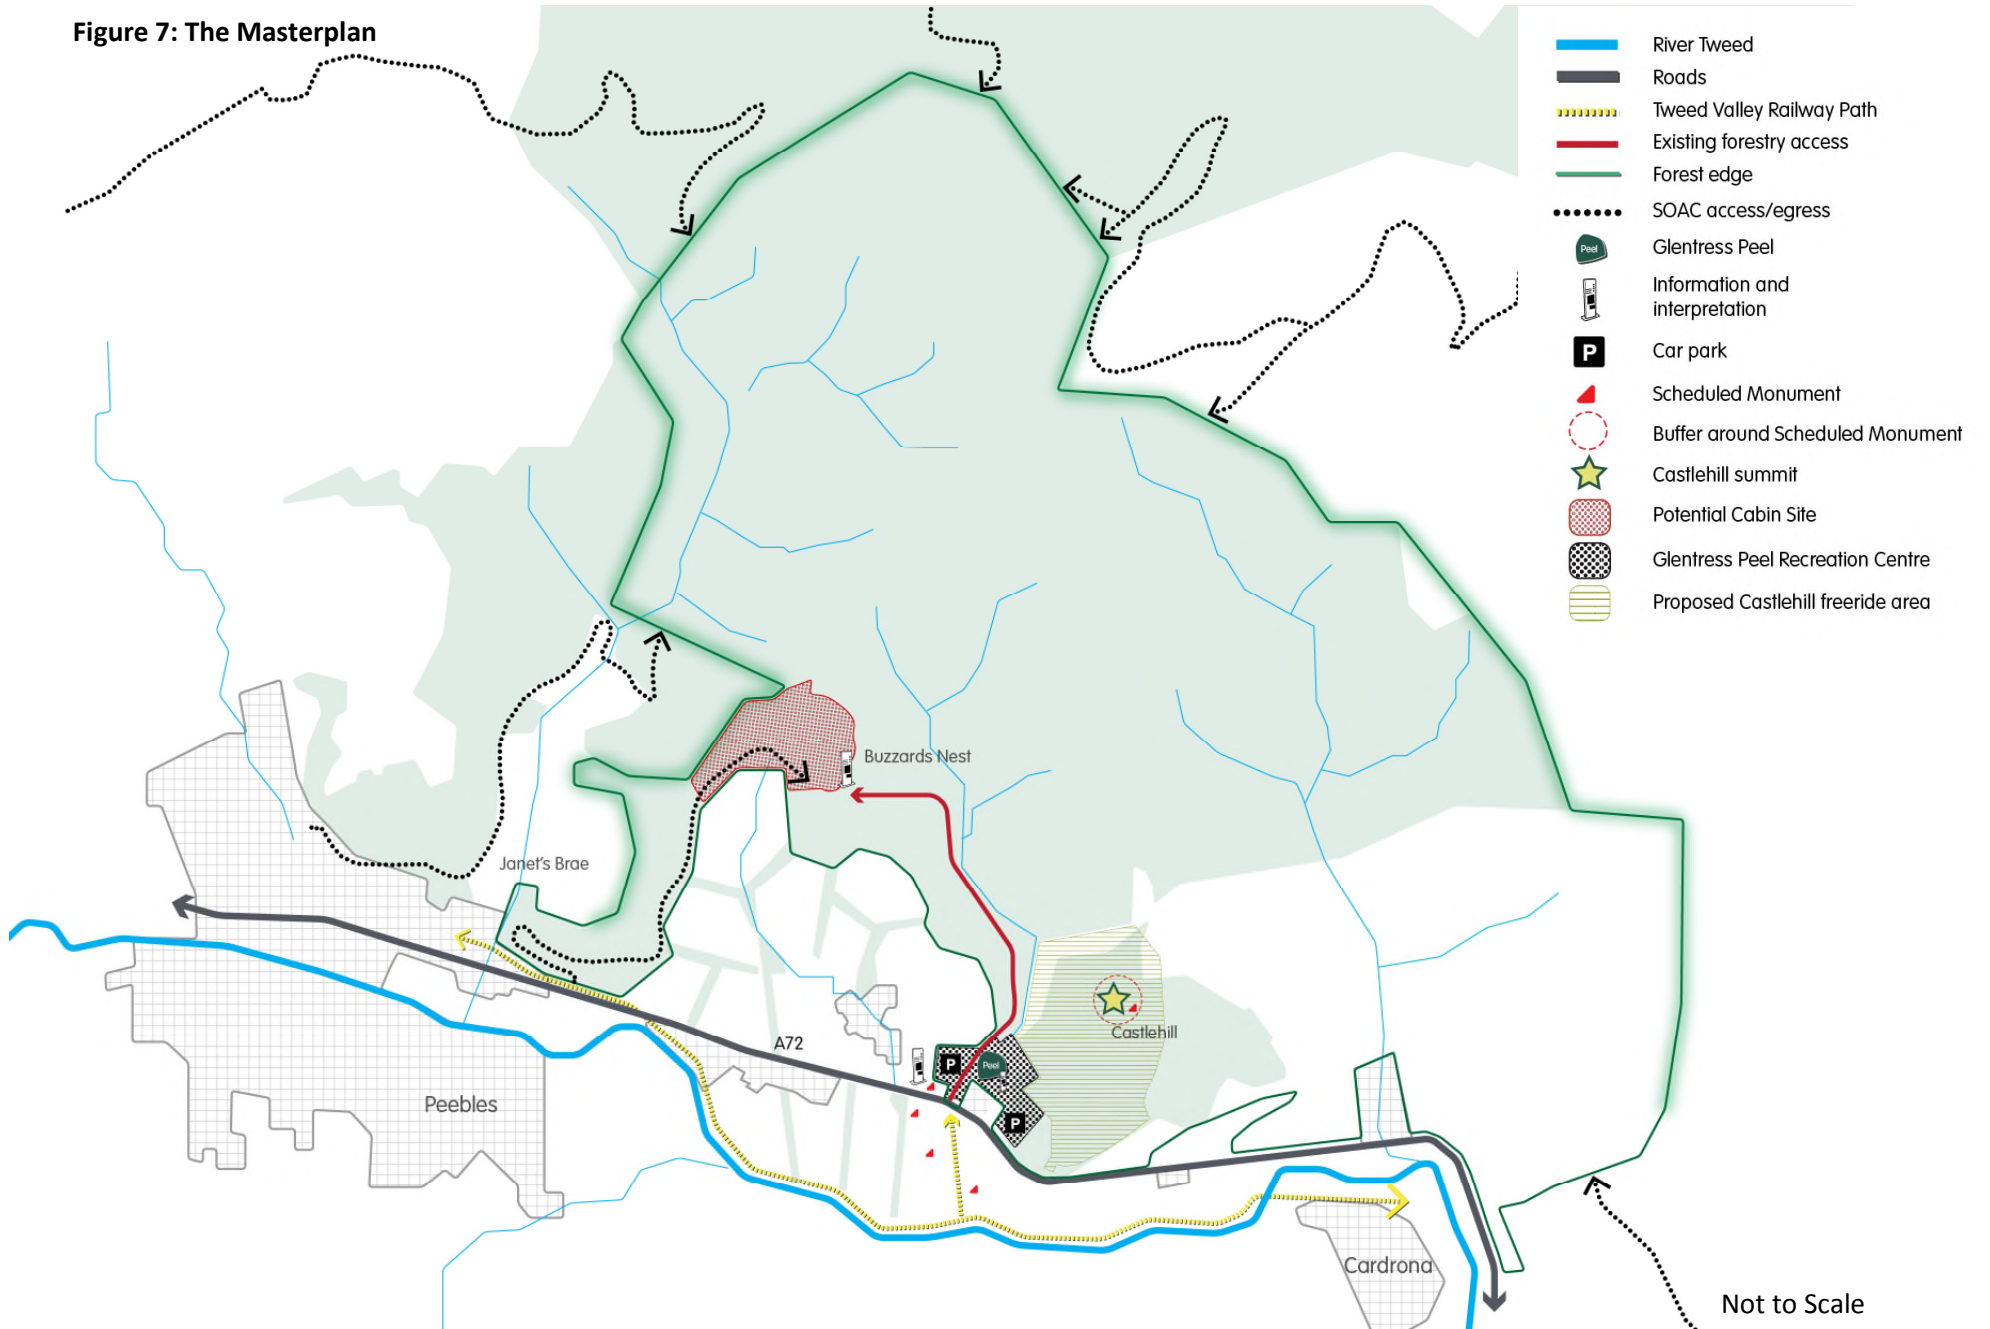 Figure 7: The Masterplan
River Tweed
Roads
Tweed Valley Railway Path
Existing forestry access
Forest edge
SOAC access/egress
Peel
Glentress Peel
Information and
interpretation
P
Car park
Scheduled Monument
Buffer around Scheduled Monument
Castlehill summit
Potential Cabin Site
Glentress Peel Recreation Centre
Proposed Castlehill freeride area
Buzzards Nest
Janet's Brae
Castlehill
A72
P
Peel
P
Peebles
Cardrona
Not to Scale